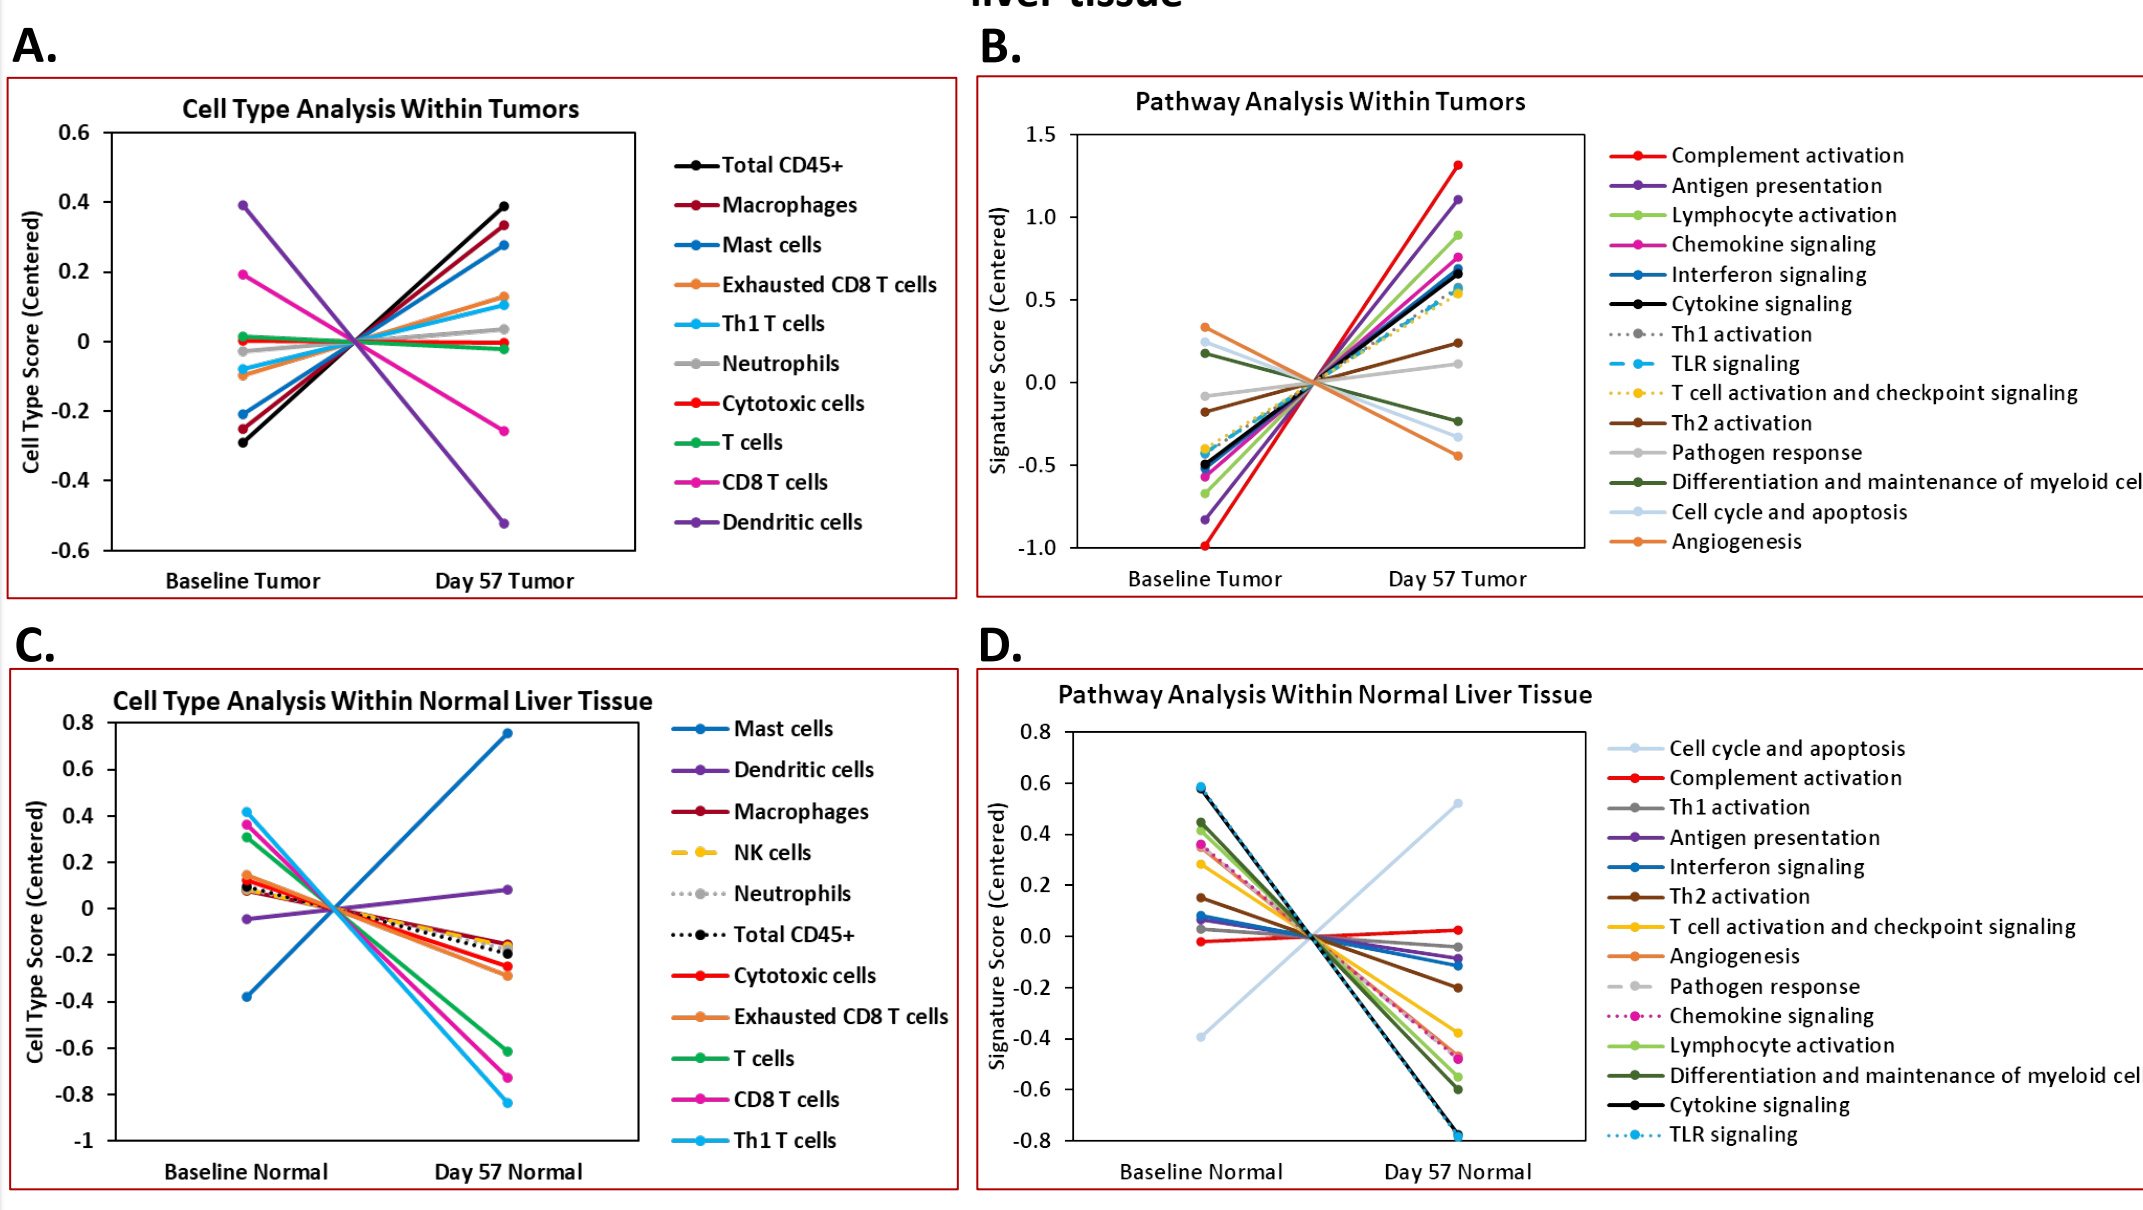 liver tissue
A.
Cell Type Analysis Within Tumors
Cell Type Score (Centered)
0.6
0.4
0.2
0
-0.2
-0.4
-0.6
Baseline Tumor
Day 57 Tumor
Total CD45+
Macrophages
Mast cells
Exhausted CD8 T cells
Th1 T cells
Neutrophils
Cytotoxic cells
T cells
CD8 T cells
Dendritic cells
B.
Pathway Analysis Within Tumors
Signature Score (Centered)
1.5
1.0
0.5
0.0
-0.5
-1.0
Baseline Tumor
Day 57 Tumor
Complement activation
Antigen presentation
Lymphocyte activation
Chemokine signaling
Interferon signaling
Cytokine signaling
Th1 activation
TLR signaling
T cell activation and checkpoint signaling
Th2 activation
Pathogen response
Differentiation and maintenance of myeloid cel
Cell cycle and apoptosis
Angiogenesis
C.
Cell Type Analysis Within Normal Liver Tissue
Cell Type Score (Centered)
0.8
0.6
0.4
0.2
0
-0.2
-0.4
-0.6
-0.8
-1
Baseline Normal
Day 57 Normal
Mast cells
Dendritic cells
Macrophages
NK cells
Neutrophils
Total CD45+
Cytotoxic cells
Exhausted CD8 T cells
T cells
CD8 T cells
Th1 T cells
D.
Pathway Analysis Within Normal Liver Tissue
Signature Score (Centered)
0.8
0.6
0.4
0.2
0.0
-0.2
-0.4
-0.6
-0.8
Baseline Normal
Day 57 Normal
Cell cycle and apoptosis
Complement activation
Th1 activation
Antigen presentation
Interferon signaling
Th2 activation
T cell activation and checkpoint signaling
Angiogenesis
Pathogen response
Chemokine signaling
Lymphocyte activation
Differentiation and maintenance of myeloid cel
Cytokine signaling
TLR signaling